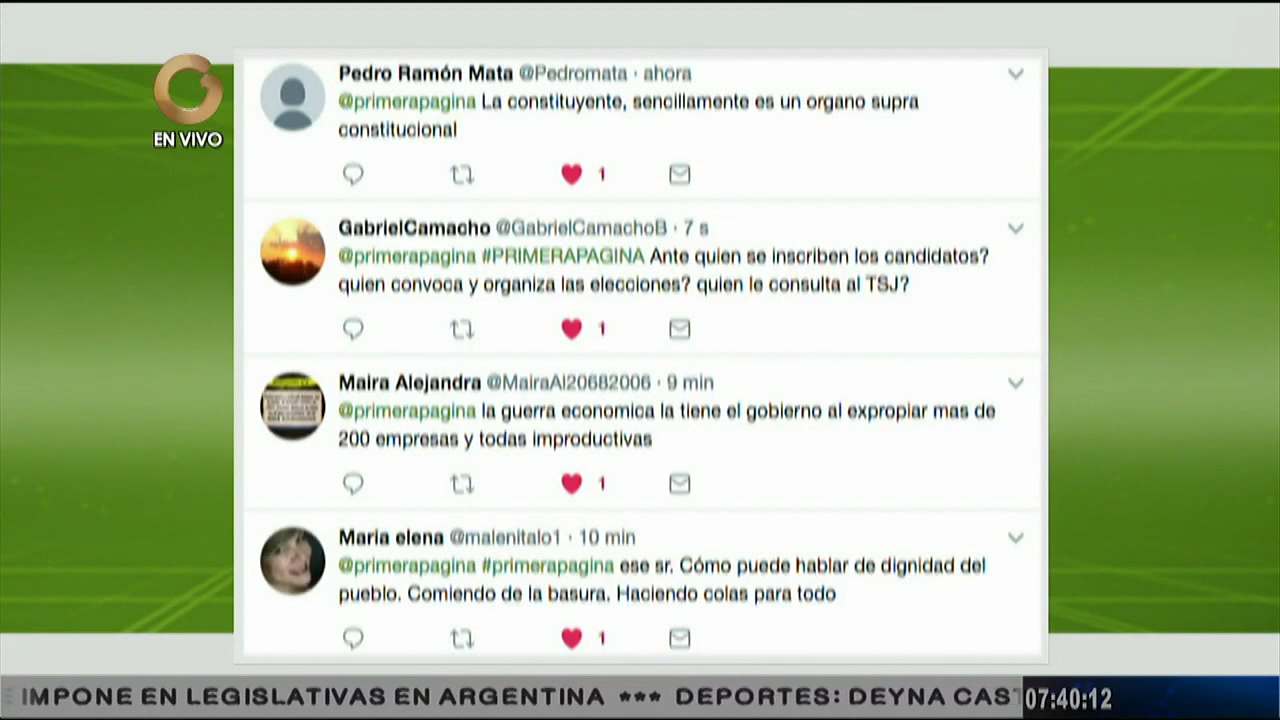 Pedro Ramón Mata @Pedromata · ahora
@primerapagina La constituyente, sencillamente es un organo supra
constitucional
1
EN VIVO
GabrielCamacho @GabrielCamachoB · 7 s
@primerapagina #PRIMERAPAGINA Ante quien se inscriben los candidatos?
quien convoca y organiza las elecciones? quien le consulta al TSJ?
1
Maira Alejandra @MairaAl20682006 · 9 min
@primerapagina la guerra economica la tiene el gobierno al expropiar mas de
200 empresas y todas improductivas
1
Maria elena @malenitalo1 · 10 min
@primerapagina #primerapagina ese sr. Cómo puede hablar de dignidad del
pueblo. Comiendo de la basura. Haciendo colas para todo
1
IMPONE EN LEGISLATIVAS EN ARGENTINA *** DEPORTES: DEYNA CAST
07:40:12